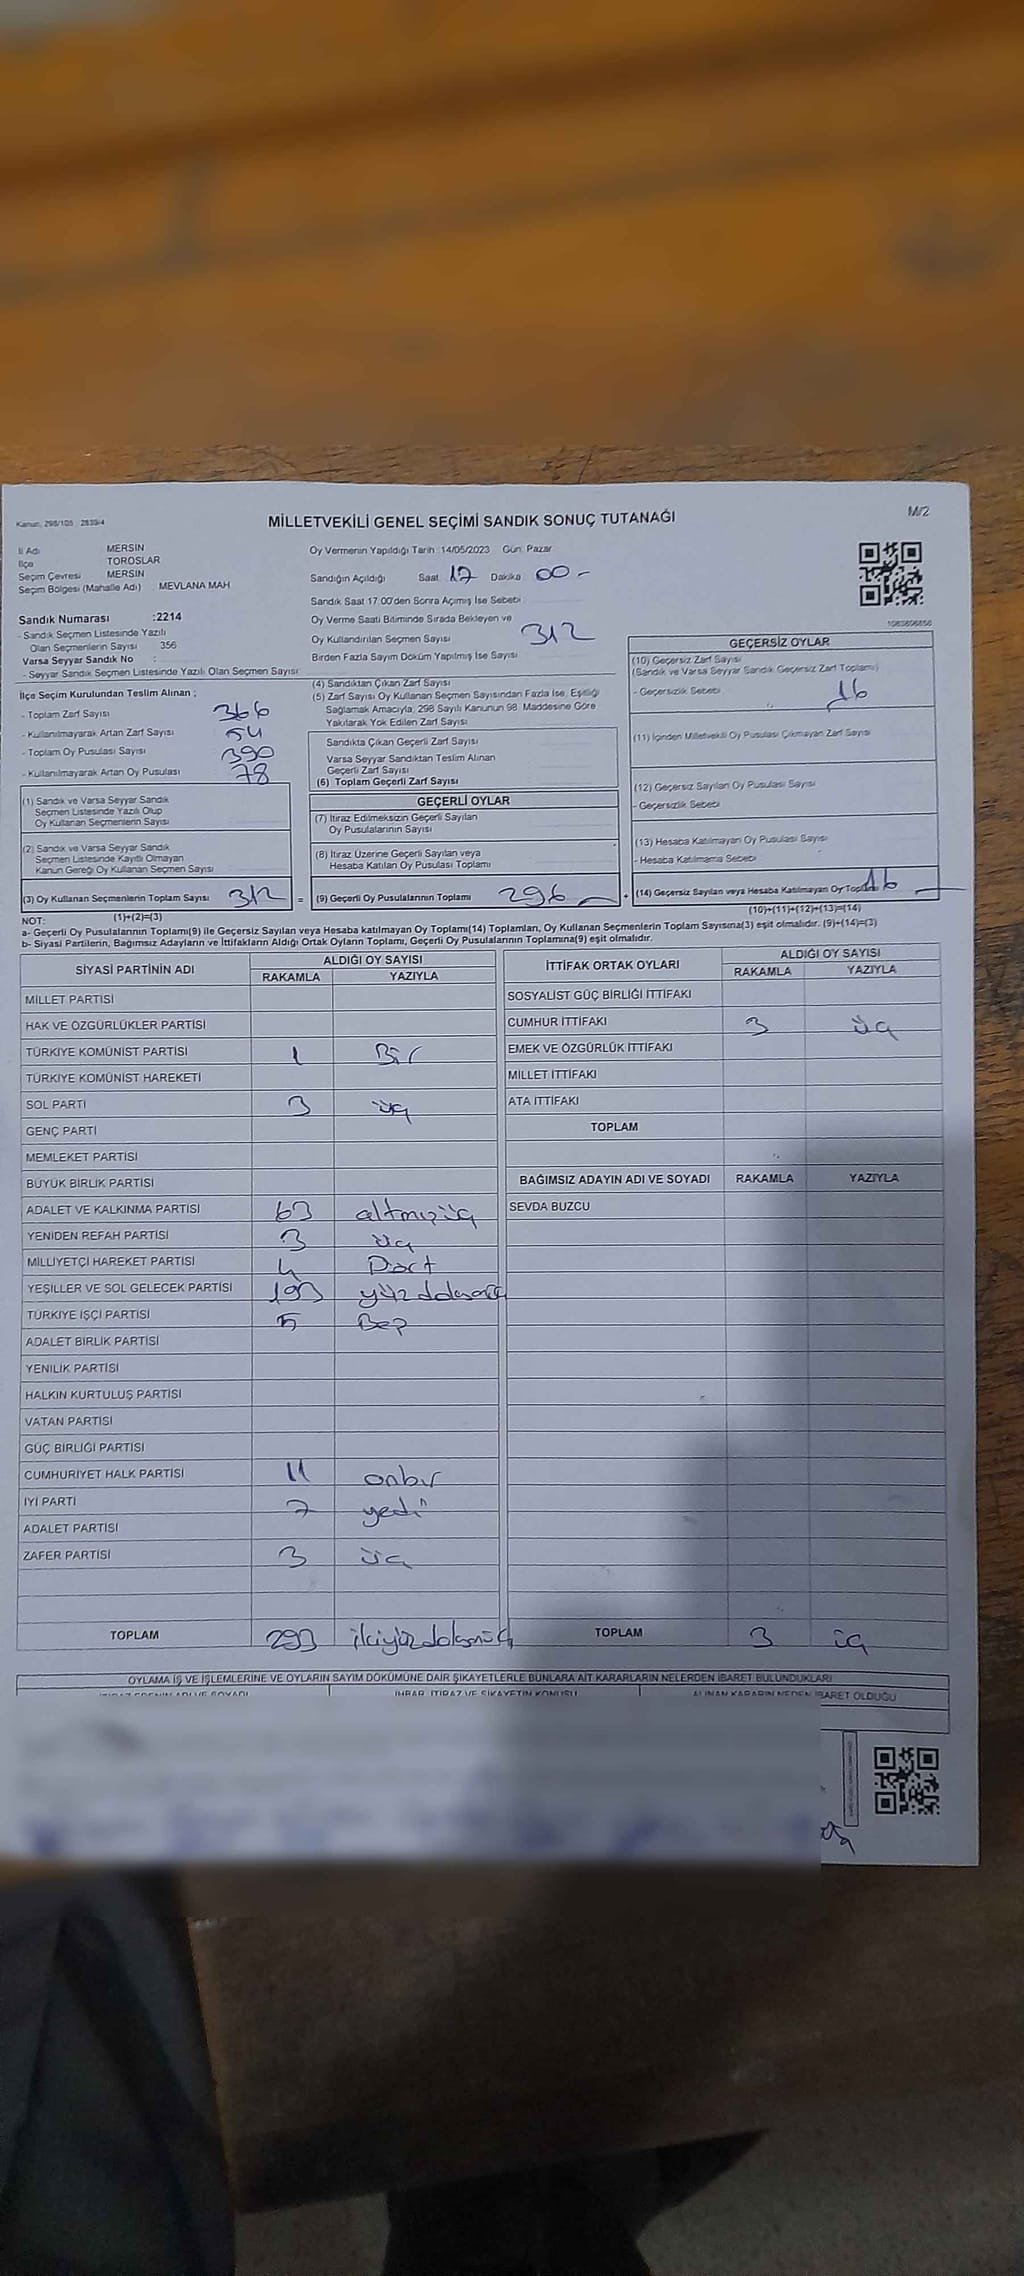 Kanun, 298/105 2839/4
MİLLETVEKİLİ GENEL SEÇİMİ SANDIK SONUÇ TUTANAĞI
M/2
İl Adı MERSİN
İlçe TOROSLAR
Seçim Çevresi MERSİN
Seçim Bölgesi (Mahalle Adı) MEVLANA MAH
Sandık Numarası :2214
- Sandık Seçmen Listesinde Yazılı
Olan Seçmenlerin Sayısı 356
Varsa Seyyar Sandık No :
- Seyyar Sandık Seçmen Listesinde Yazılı Olan Seçmen Sayısı
Oy Vermenin Yapıldığı Tarih :14/05/2023 Gün: Pazar
Sandığın Açıldığı Saat 17 Dakika 00 -
Sandık Saat 17.00'den Sonra Açılmış İse Sebebi
Oy Verme Saati Bitiminde Sırada Bekleyen ve
Oy Kullandırılan Seçmen Sayısı 312
Birden Fazla Sayım Döküm Yapılmış İse Sayısı
İlçe Seçim Kurulundan Teslim Alınan ;
- Toplam Zarf Sayısı 366
- Kullanılmayarak Artan Zarf Sayısı 54
- Toplam Oy Pusulası Sayısı 390
- Kullanılmayarak Artan Oy Pusulası 78
(4) Sandıktan Çıkan Zarf Sayısı
(5) Zarf Sayısı Oy Kullanan Seçmen Sayısından Fazla İse, Eşitliği
Sağlamak Amacıyla, 298 Sayılı Kanunun 98. Maddesine Göre
Yakılarak Yok Edilen Zarf Sayısı
Sandıkta Çıkan Geçerli Zarf Sayısı
Varsa Seyyar Sandıktan Teslim Alınan
Geçerli Zarf Sayısı
(6) Toplam Geçerli Zarf Sayısı
GEÇERSİZ OYLAR
(10) Geçersiz Zarf Sayısı
(Sandık ve Varsa Seyyar Sandık Geçersiz Zarf Toplamı)
- Geçersizlik Sebebi 16
(11) İçinden Milletvekili Oy Pusulası Çıkmayan Zarf Sayısı
(12) Geçersiz Sayılan Oy Pusulası Sayısı
- Geçersizlik Sebebi
(13) Hesaba Katılmayan Oy Pusulası Sayısı
- Hesaba Katılmama Sebebi
(1) Sandık ve Varsa Seyyar Sandık
Seçmen Listesinde Yazılı Olup
Oy Kullanan Seçmenlerin Sayısı
(2) Sandık ve Varsa Seyyar Sandık
Seçmen Listesinde Kayıtlı Olmayan
Kanun Gereği Oy Kullanan Seçmen Sayısı
GEÇERLİ OYLAR
(7) İtiraz Edilmeksizin Geçerli Sayılan
Oy Pusulalarının Sayısı
(8) İtiraz Üzerine Geçerli Sayılan veya
Hesaba Katılan Oy Pusulası Toplamı
(3) Oy Kullanan Seçmenlerin Toplam Sayısı 312 = (9) Geçerli Oy Pusulalarının Toplamı 296 + (14) Geçersiz Sayılan veya Hesaba Katılmayan Oy Toplamı 16
NOT: (1)+(2)=(3) (10)+(11)+(12)+(13)=(14)
a- Geçerli Oy Pusulalarının Toplamı(9) ile Geçersiz Sayılan veya Hesaba katılmayan Oy Toplamı(14) Toplamları, Oy Kullanan Seçmenlerin Toplam Sayısına(3) eşit olmalıdır. (9)+(14)=(3)
b- Siyasi Partilerin, Bağımsız Adayların ve İttifakların Aldığı Ortak Oyların Toplamı, Geçerli Oy Pusulalarının Toplamına(9) eşit olmalıdır.
SİYASİ PARTİNİN ADI ALDIĞI OY SAYISI
RAKAMLA YAZIYLA
MİLLET PARTİSİ
HAK VE ÖZGÜRLÜKLER PARTİSİ
TÜRKİYE KOMÜNİST PARTİSİ 1 Bir
TÜRKİYE KOMÜNİST HAREKETİ
SOL PARTİ 3 üç
GENÇ PARTİ
MEMLEKET PARTİSİ
BÜYÜK BİRLİK PARTİSİ
ADALET VE KALKINMA PARTİSİ 63 altmışüç
YENİDEN REFAH PARTİSİ 3 üç
MİLLİYETÇİ HAREKET PARTİSİ 4 Dört
YEŞİLLER VE SOL GELECEK PARTİSİ 193 yüzdoksanüç
TÜRKİYE İŞÇİ PARTİSİ 5 Beş
ADALET BİRLİK PARTİSİ
YENİLİK PARTİSİ
HALKIN KURTULUŞ PARTİSİ
VATAN PARTİSİ
GÜÇ BİRLİĞİ PARTİSİ
CUMHURİYET HALK PARTİSİ 11 onbir
İYİ PARTİ 7 yedi
ADALET PARTİSİ
ZAFER PARTİSİ 3 üç
TOPLAM 293 ikiyüzdoksanüç
İTTİFAK ORTAK OYLARI ALDIĞI OY SAYISI
RAKAMLA YAZIYLA
SOSYALİST GÜÇ BİRLİĞİ İTTİFAKI
CUMHUR İTTİFAKI 3 üç
EMEK VE ÖZGÜRLÜK İTTİFAKI
MİLLET İTTİFAKI
ATA İTTİFAKI
TOPLAM
BAĞIMSIZ ADAYIN ADI VE SOYADI RAKAMLA YAZIYLA
SEVDA BUZCU
TOPLAM 3 üç
OYLAMA İŞ VE İŞLEMLERİNE VE OYLARIN SAYIM DÖKÜMÜNE DAİR ŞİKAYETLERLE BUNLARA AİT KARARLARIN NELERDEN İBARET BULUNDUKLARI
İTİRAZ EDENİN ADI VE SOYADI İHBAR, İTİRAZ VE ŞİKAYETİN KONUSU ALINAN KARARIN NEDEN İBARET OLDUĞU